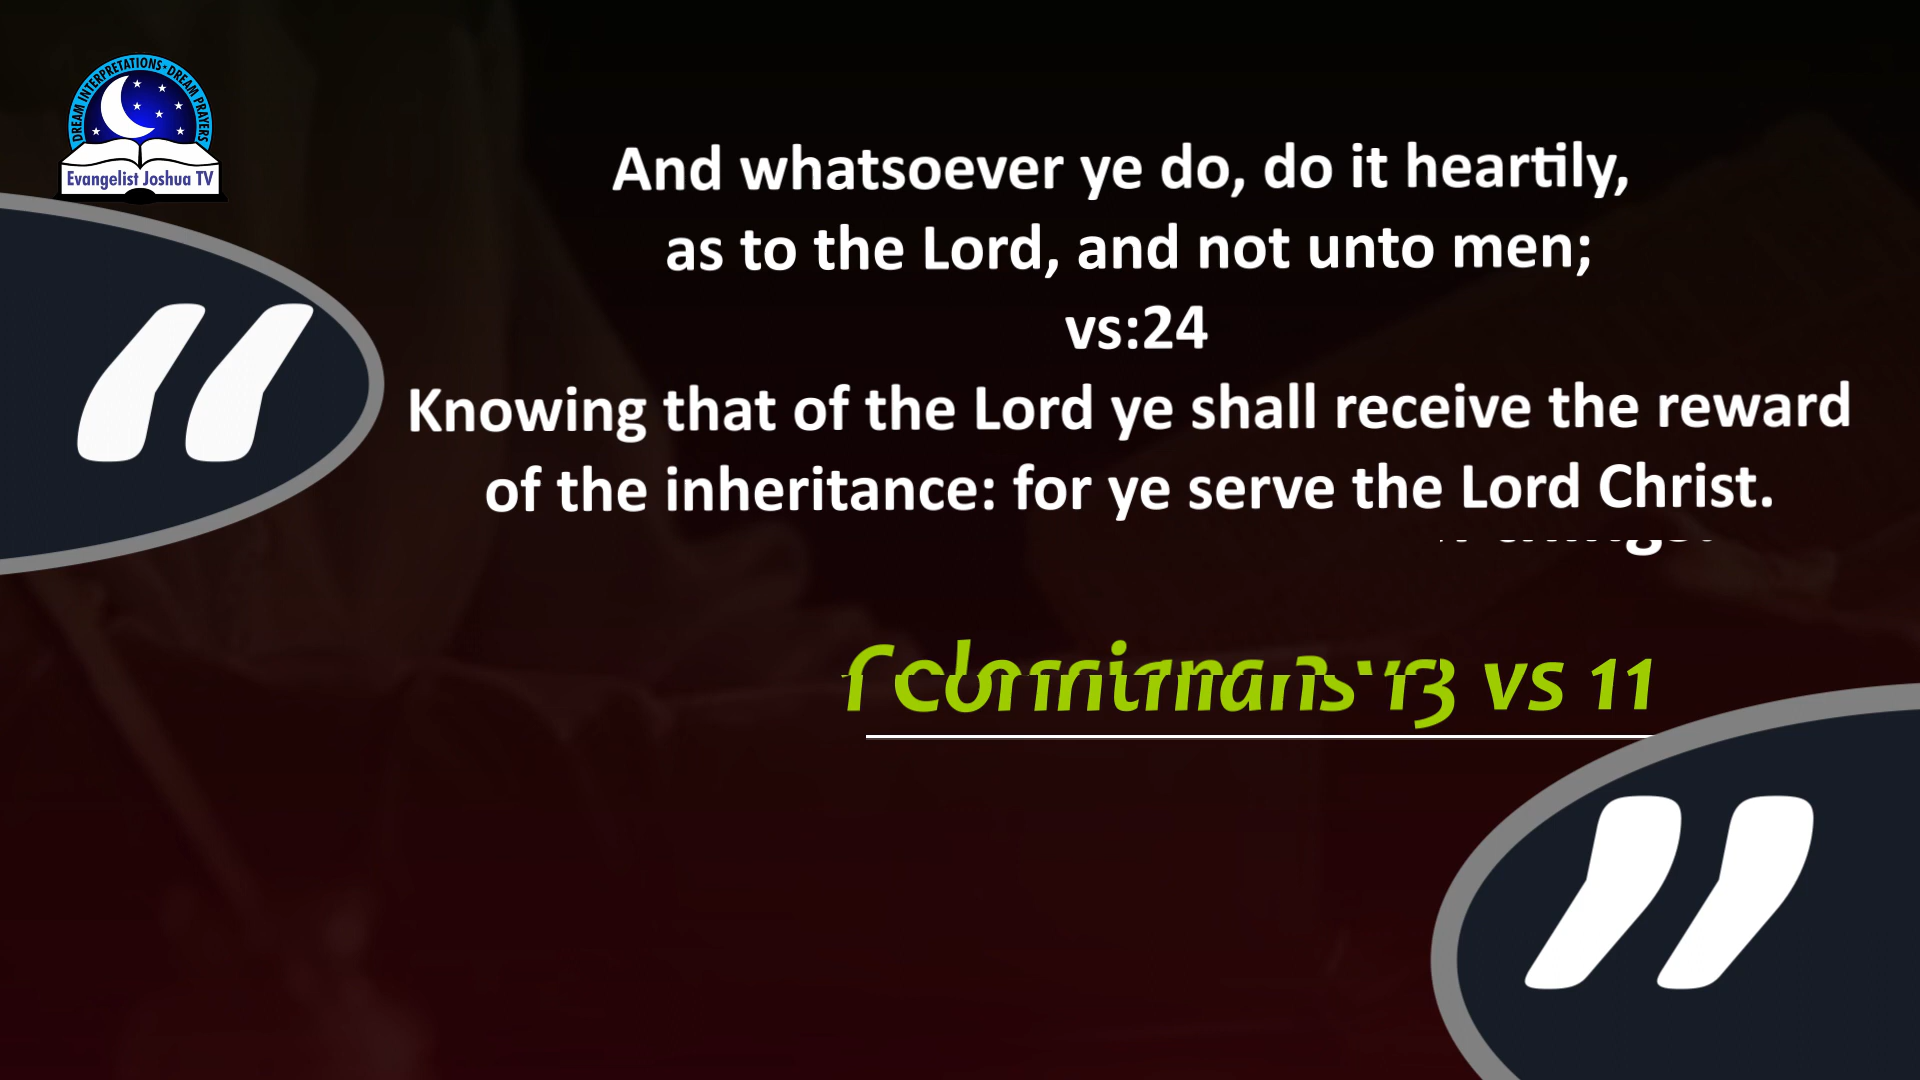 DREAM INTERPRETATIONS • DREAM PRAYERS
Evangelist Joshua TV
And whatsoever ye do, do it heartily,
as to the Lord, and not unto men;
vs:24
Knowing that of the Lord ye shall receive the reward
of the inheritance: for ye serve the Lord Christ.
vs 11